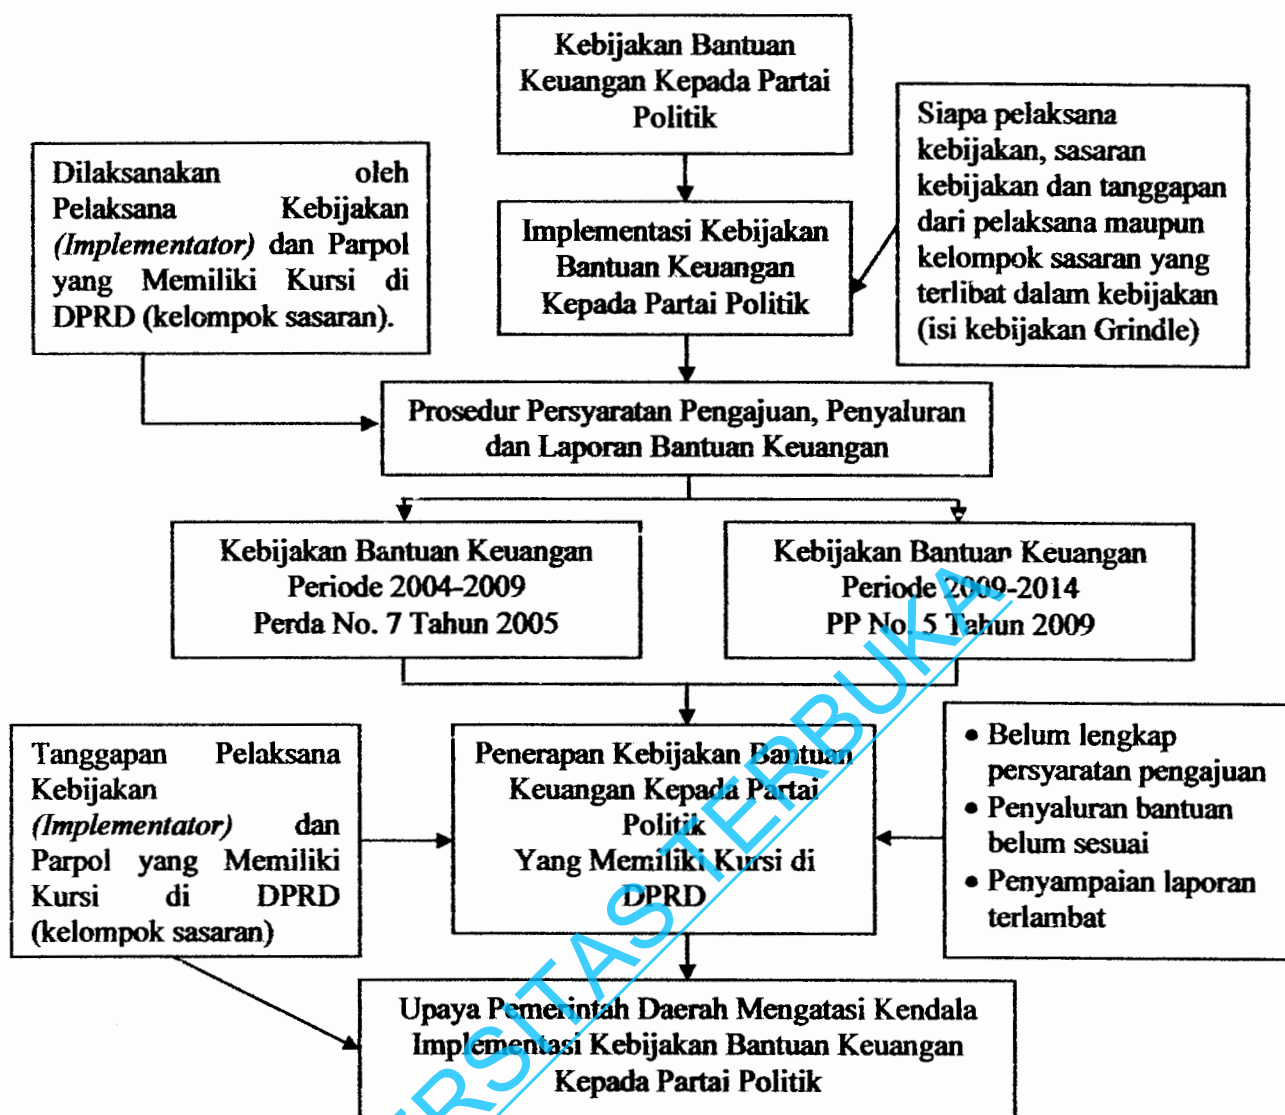 Kebijakan Bantuan
Keuangan Kepada Partai
Politik
Siapa pelaksana
kebijakan, sasaran
kebijakan dan tanggapan
dari pelaksana maupun
kelompok sasaran yang
terlibat dalam kebijakan
(isi kebijakan Grindle)
Dilaksanakan oleh
Pelaksana Kebijakan
(Implementator) dan Parpol
yang Memiliki Kursi di
DPRD (kelompok sasaran).
Implementasi Kebijakan
Bantuan Keuangan
Kepada Partai Politik
Prosedur Persyaratan Pengajuan, Penyaluran
dan Laporan Bantuan Keuangan
Kebijakan Bantuan Keuangan
Periode 2004-2009
Perda No. 7 Tahun 2005
Kebijakan Bantuan Keuangan
Periode 2009-2014
PP No. 5 Tahun 2009
Tanggapan Pelaksana
Kebijakan
(Implementator) dan
Parpol yang Memiliki
Kursi di DPRD
(kelompok sasaran)
Penerapan Kebijakan Bantuan
Keuangan Kepada Partai
Politik
Yang Memiliki Kursi di
DPRD
• Belum lengkap
persyaratan pengajuan
• Penyaluran bantuan
belum sesuai
• Penyampaian laporan
terlambat
Upaya Pemerintah Daerah Mengatasi Kendala
Implementasi Kebijakan Bantuan Keuangan
Kepada Partai Politik
ERSITAS TERBUKA